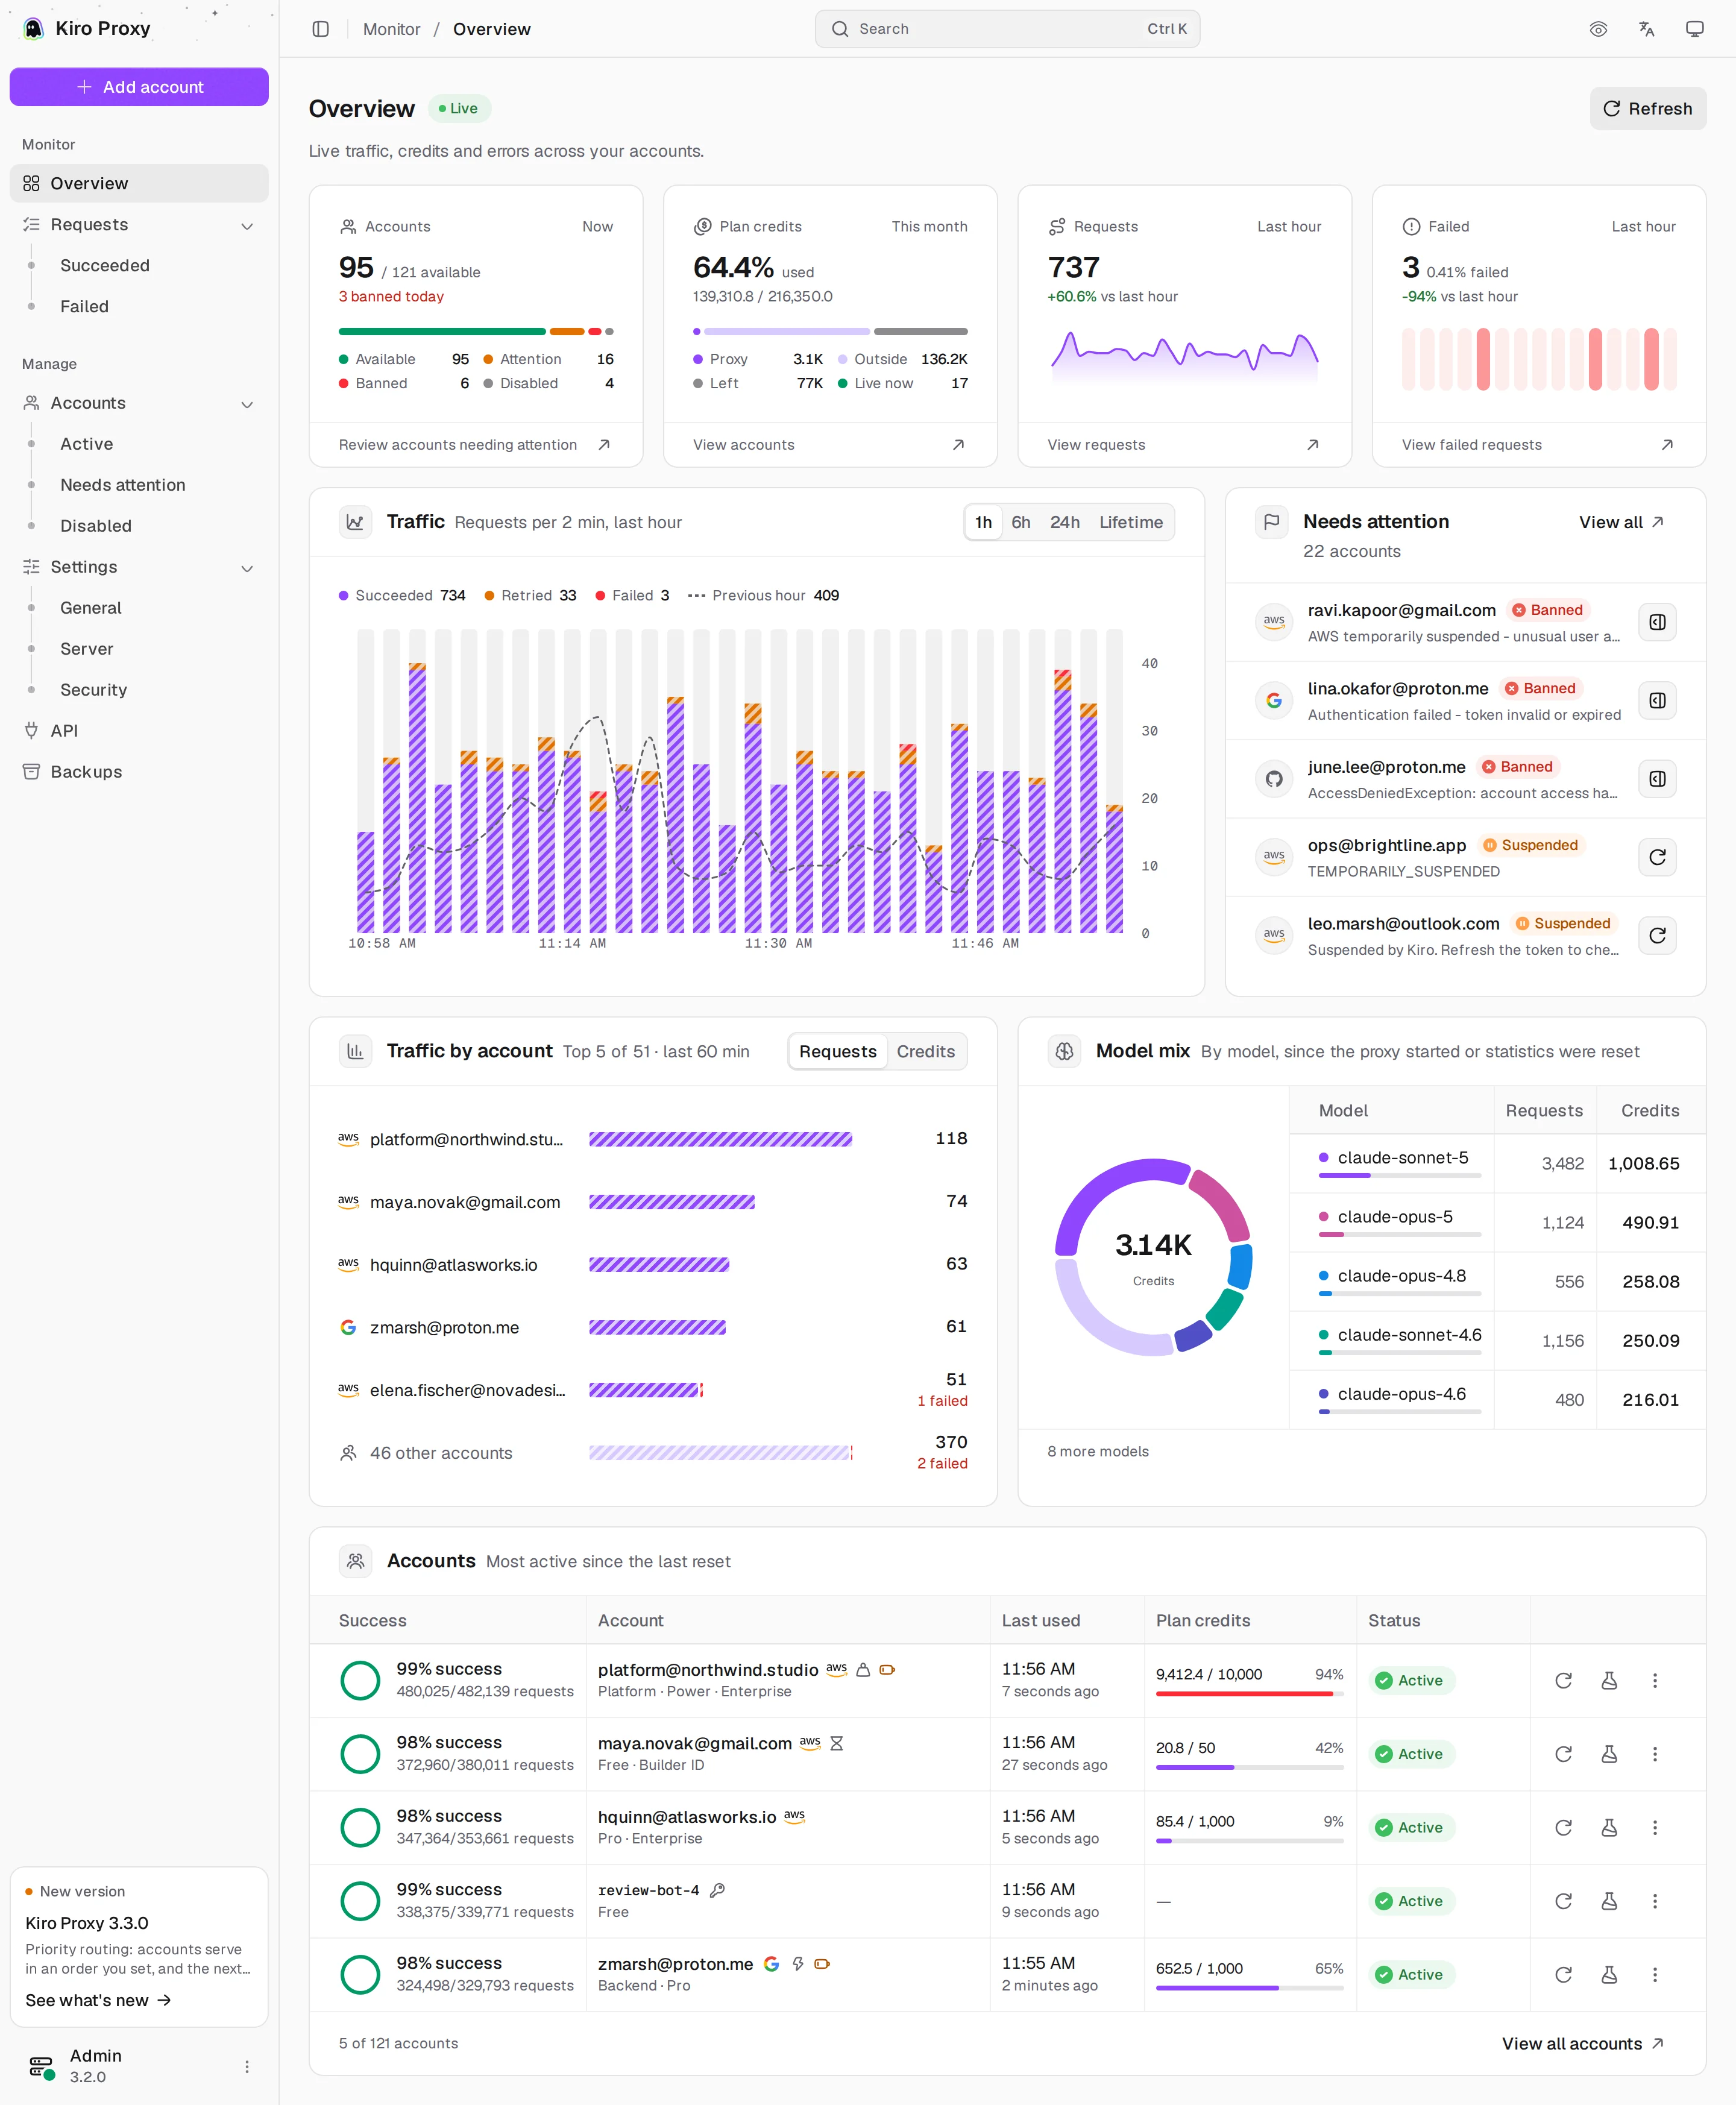 Kiro Proxy
Add account
Monitor
Overview
Requests
Succeeded
Failed
Manage
Accounts
Active
Needs attention
Disabled
Settings
General
Server
Security
API
Backups
New version
Kiro Proxy 3.3.0
Priority routing: accounts serve
in an order you set, and the next...
See what's new
Admin
3.2.0
Monitor / Overview
Search Ctrl K
Overview Live
Refresh
Live traffic, credits and errors across your accounts.
Accounts Now
95 / 121 available
3 banned today
Available 95 Attention 16
Banned 6 Disabled 4
Review accounts needing attention
Plan credits This month
64.4% used
139,310.8 / 216,350.0
Proxy 3.1K Outside 136.2K
Left 77K Live now 17
View accounts
Requests Last hour
737
+60.6% vs last hour
View requests
Failed Last hour
3 0.41% failed
-94% vs last hour
View failed requests
Traffic Requests per 2 min, last hour
1h 6h 24h Lifetime
Succeeded 734 Retried 33 Failed 3 Previous hour 409
40
30
20
10
0
10:58 AM 11:14 AM 11:30 AM 11:46 AM
Needs attention View all
22 accounts
aws ravi.kapoor@gmail.com Banned
AWS temporarily suspended - unusual user a...
lina.okafor@proton.me Banned
Authentication failed - token invalid or expired
june.lee@proton.me Banned
AccessDeniedException: account access ha...
aws ops@brightline.app Suspended
TEMPORARILY_SUSPENDED
aws leo.marsh@outlook.com Suspended
Suspended by Kiro. Refresh the token to che...
Traffic by account Top 5 of 51 · last 60 min
Requests Credits
aws platform@northwind.stu... 118
aws maya.novak@gmail.com 74
aws hquinn@atlasworks.io 63
zmarsh@proton.me 61
aws elena.fischer@novadesi... 51
1 failed
46 other accounts 370
2 failed
Model mix By model, since the proxy started or statistics were reset
3.14K
Credits
Model Requests Credits
claude-sonnet-5 3,482 1,008.65
claude-opus-5 1,124 490.91
claude-opus-4.8 556 258.08
claude-sonnet-4.6 1,156 250.09
claude-opus-4.6 480 216.01
8 more models
Accounts Most active since the last reset
Success Account Last used Plan credits Status
99% success platform@northwind.studio aws 11:56 AM 9,412.4 / 10,000 94% Active
480,025/482,139 requests Platform · Power · Enterprise 7 seconds ago
98% success maya.novak@gmail.com aws 11:56 AM 20.8 / 50 42% Active
372,960/380,011 requests Free · Builder ID 27 seconds ago
98% success hquinn@atlasworks.io aws 11:56 AM 85.4 / 1,000 9% Active
347,364/353,661 requests Pro · Enterprise 5 seconds ago
99% success review-bot-4 11:56 AM — Active
338,375/339,771 requests Free 9 seconds ago
98% success zmarsh@proton.me 11:55 AM 652.5 / 1,000 65% Active
324,498/329,793 requests Backend · Pro 2 minutes ago
5 of 121 accounts View all accounts